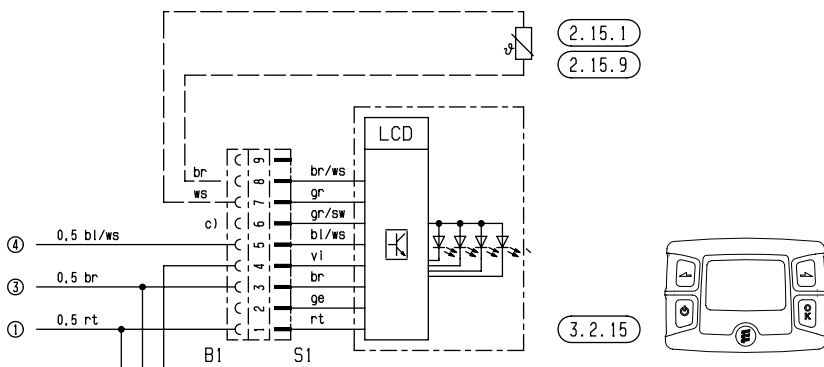 2.15.1
ϑ
2.15.9
LCD
9
br 8 br/ws
ws 7 gr
c) 6 gr/sw
④ 0,5 bl/ws 5 bl/ws
4 vi
③ 0,5 br 3 br
2 ge
① 0,5 rt 1 rt
3.2.15
OK
B1 S1